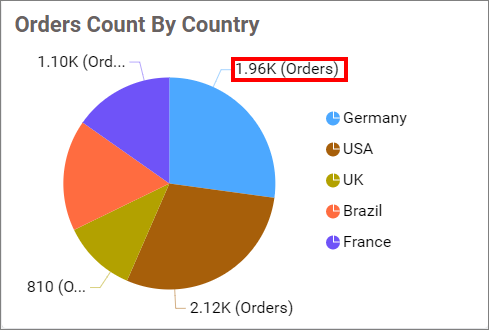 Orders Count By Country
1.10K (Ord...
1.96K (Orders)
Germany
USA
UK
Brazil
France
810 (O...
2.12K (Orders)